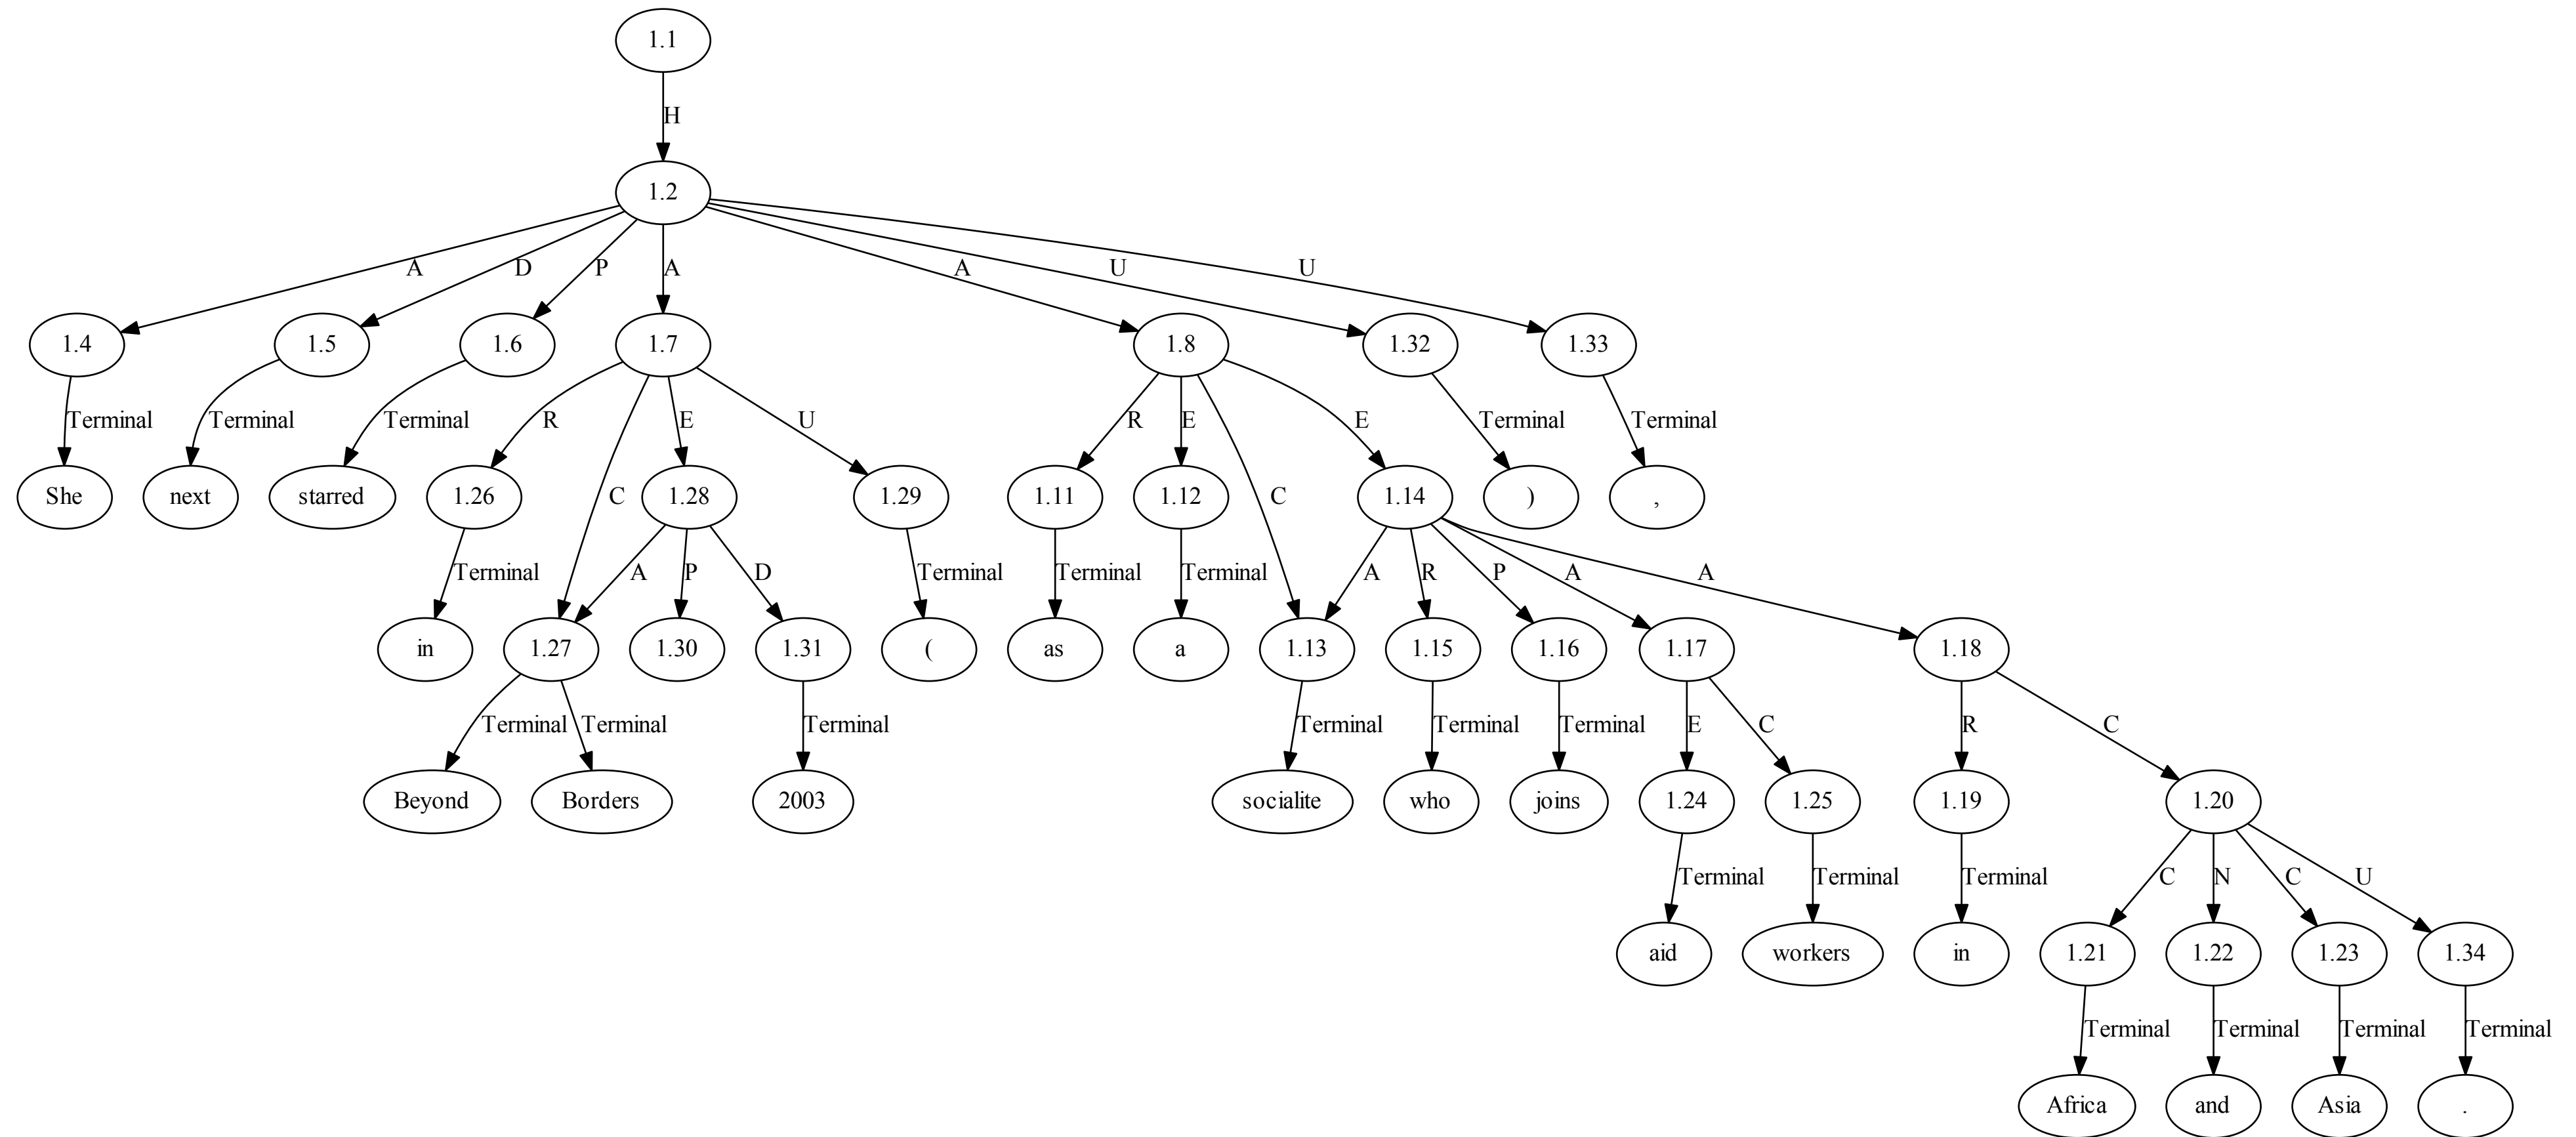 1.1
H
1.2
A D P A A U U
1.4 1.5 1.6 1.7 1.8 1.32 1.33
Terminal Terminal Terminal R C E U R E C E Terminal Terminal
She next starred 1.26 1.28 1.29 1.11 1.12 1.14 ) ,
Terminal A P D Terminal Terminal Terminal A R P A A
in 1.27 1.30 1.31 ( as a 1.13 1.15 1.16 1.17 1.18
Terminal Terminal Terminal Terminal Terminal Terminal E C R C
Beyond Borders 2003 socialite who joins 1.24 1.25 1.19 1.20
Terminal Terminal Terminal C N C U
aid workers in 1.21 1.22 1.23 1.34
Terminal Terminal Terminal Terminal
Africa and Asia .